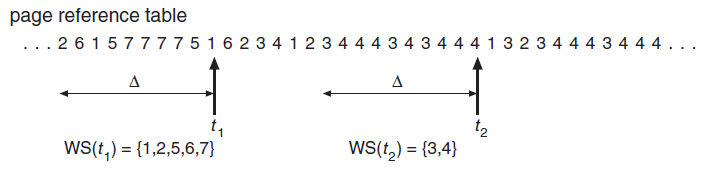 page reference table
. . . 2 6 1 5 7 7 7 7 5 1 6 2 3 4 1 2 3 4 4 4 3 4 3 4 4 4 1 3 2 3 4 4 4 3 4 4 4 . . .
Δ Δ
t₁ t₂
WS(t₁) = {1,2,5,6,7} WS(t₂) = {3,4}